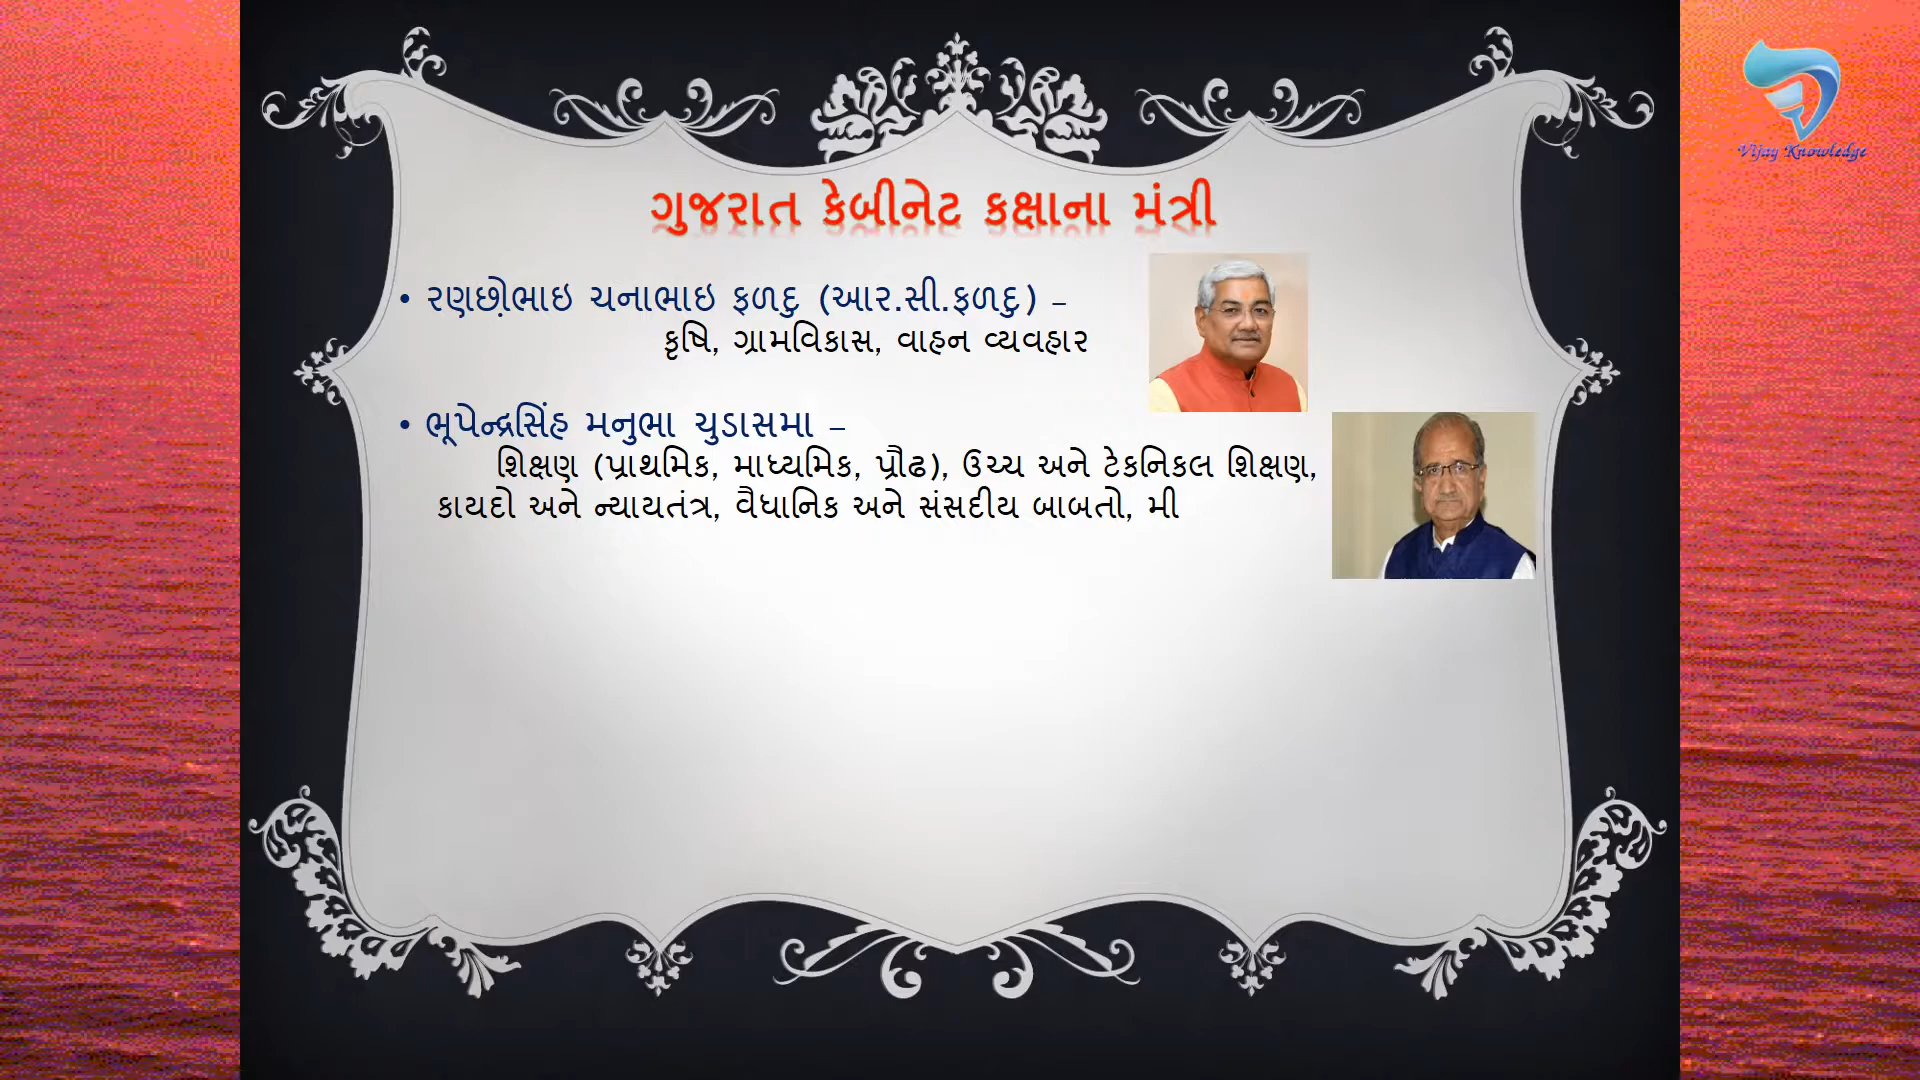 Vijay Knowledge
ગુજરાત કેબીનેટ કક્ષાના મંત્રી
• રણછો઼ભાઇ ચનાભાઇ ફળદુ (આર.સી.ફળદુ) –
કૃષિ, ગ્રામવિકાસ, વાહન વ્યવહાર
• ભૂપેન્દ્રસિંહ મનુભા ચુડાસમા –
શિક્ષણ (પ્રાથમિક, માધ્યમિક, પ્રૌઢ), ઉચ્ચ અને ટેકનિકલ શિક્ષણ,
કાયદો અને ન્યાયતંત્ર, વૈધાનિક અને સંસદીય બાબતો, મી